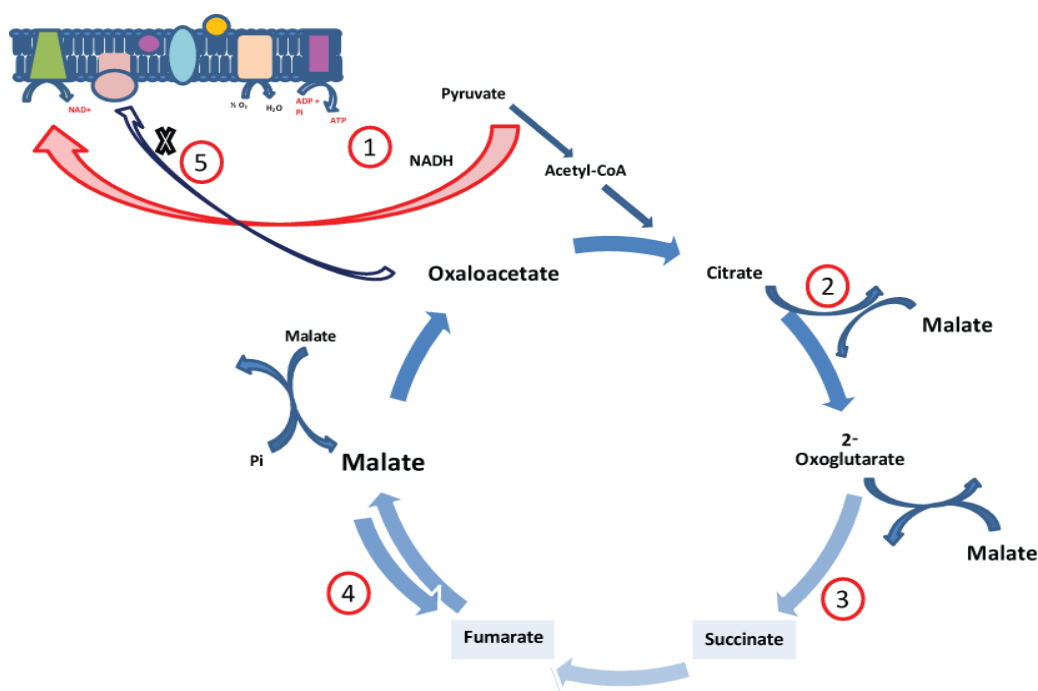 NAD+
½ O₂
H₂O
ADP +
Pi
ATP
Pyruvate
1
NADH
5
Acetyl-CoA
Oxaloacetate
Citrate
2
Malate
Malate
Pi
Malate
2-
Oxoglutarate
Malate
4
3
Fumarate
Succinate